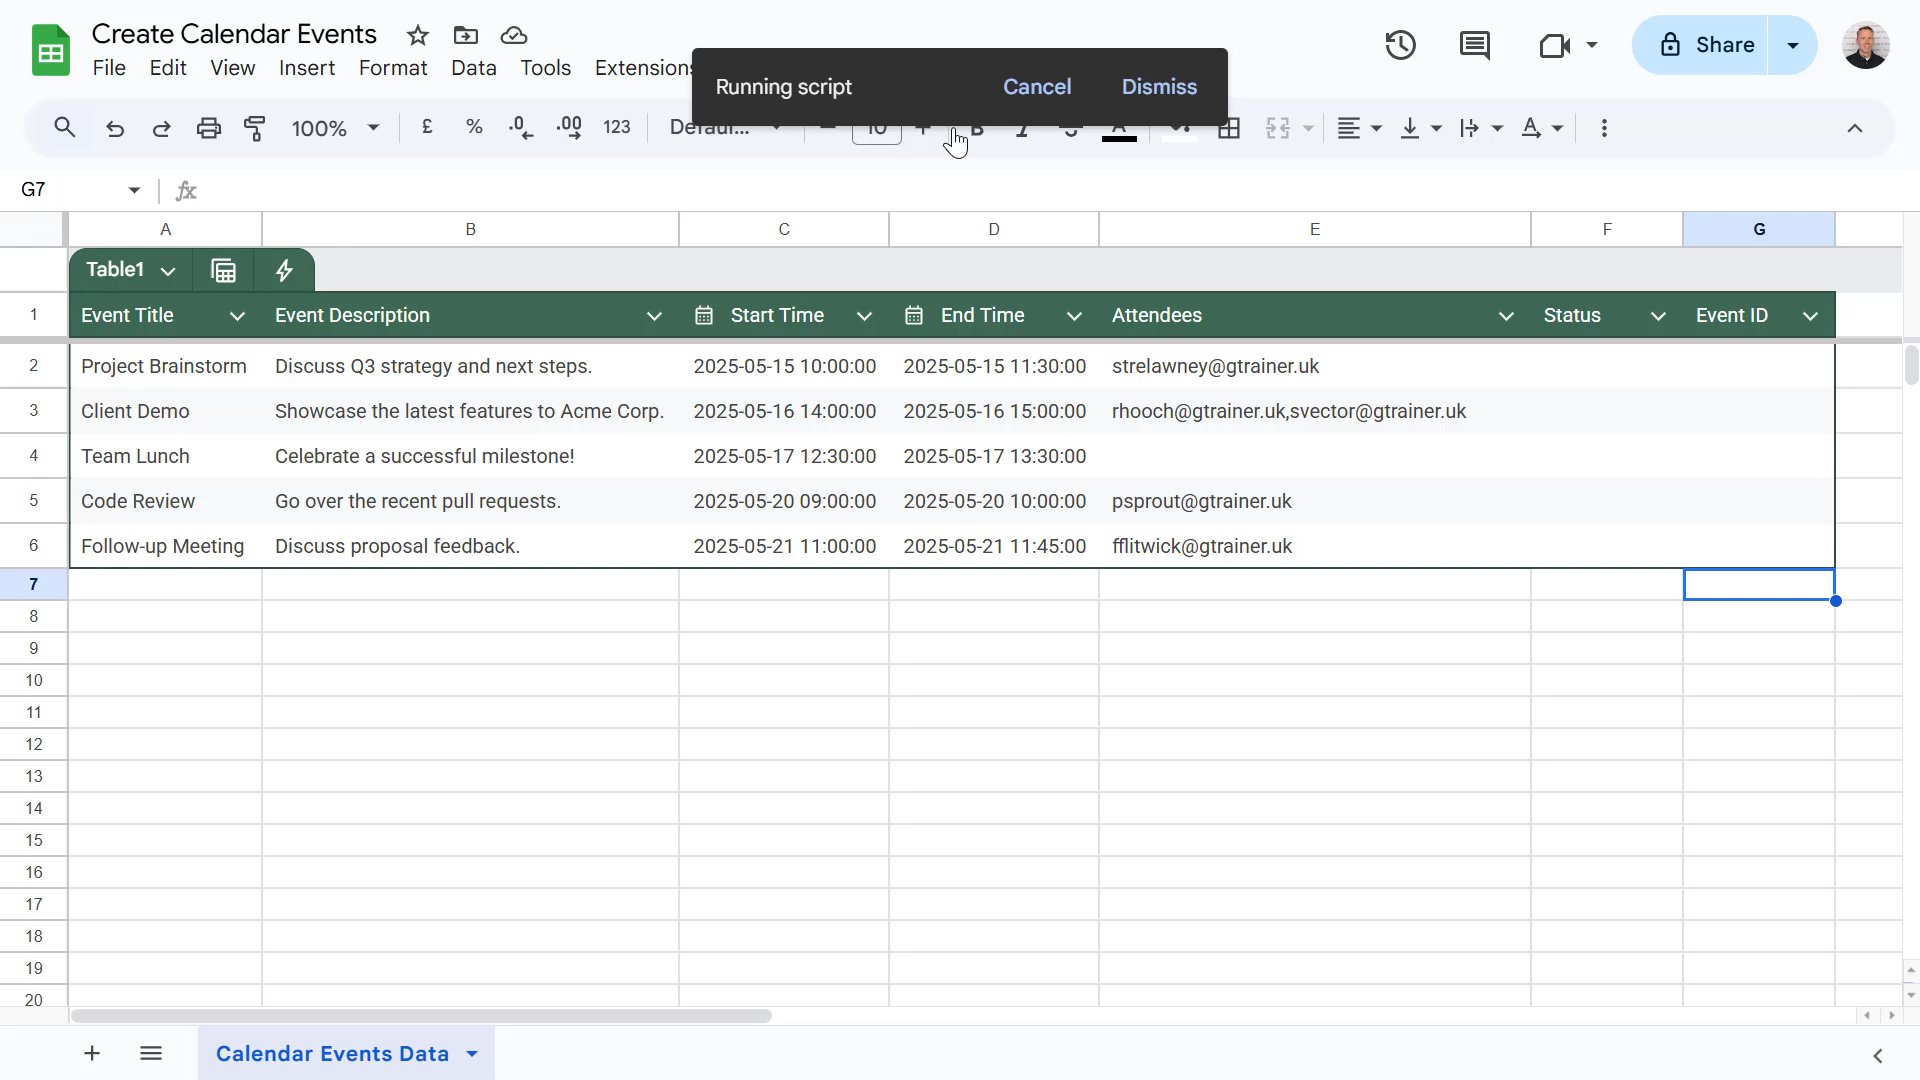 Create Calendar Events
File Edit View Insert Format Data Tools Extensions
Running script Cancel Dismiss
Share
100% £ % .0 .00 123 Defaul... 10 B I S A A
G7 fx
A B C D E F G
Table1
1 Event Title Event Description Start Time End Time Attendees Status Event ID
2 Project Brainstorm Discuss Q3 strategy and next steps. 2025-05-15 10:00:00 2025-05-15 11:30:00 strelawney@gtrainer.uk
3 Client Demo Showcase the latest features to Acme Corp. 2025-05-16 14:00:00 2025-05-16 15:00:00 rhooch@gtrainer.uk,svector@gtrainer.uk
4 Team Lunch Celebrate a successful milestone! 2025-05-17 12:30:00 2025-05-17 13:30:00
5 Code Review Go over the recent pull requests. 2025-05-20 09:00:00 2025-05-20 10:00:00 psprout@gtrainer.uk
6 Follow-up Meeting Discuss proposal feedback. 2025-05-21 11:00:00 2025-05-21 11:45:00 fflitwick@gtrainer.uk
7
8
9
10
11
12
13
14
15
16
17
18
19
20
Calendar Events Data